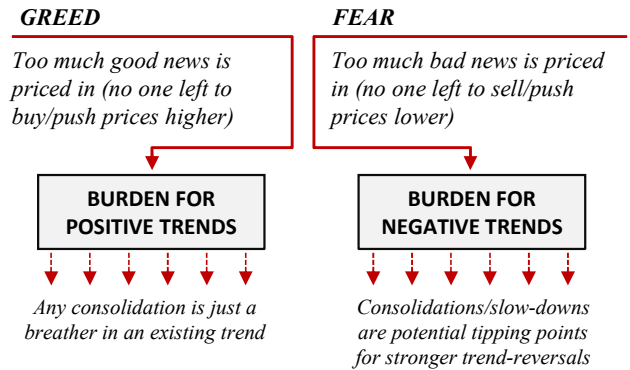 GREED
Too much good news is
priced in (no one left to
buy/push prices higher)
BURDEN FOR
POSITIVE TRENDS
Any consolidation is just a
breather in an existing trend
FEAR
Too much bad news is priced
in (no one left to sell/push
prices lower)
BURDEN FOR
NEGATIVE TRENDS
Consolidations/slow-downs
are potential tipping points
for stronger trend-reversals